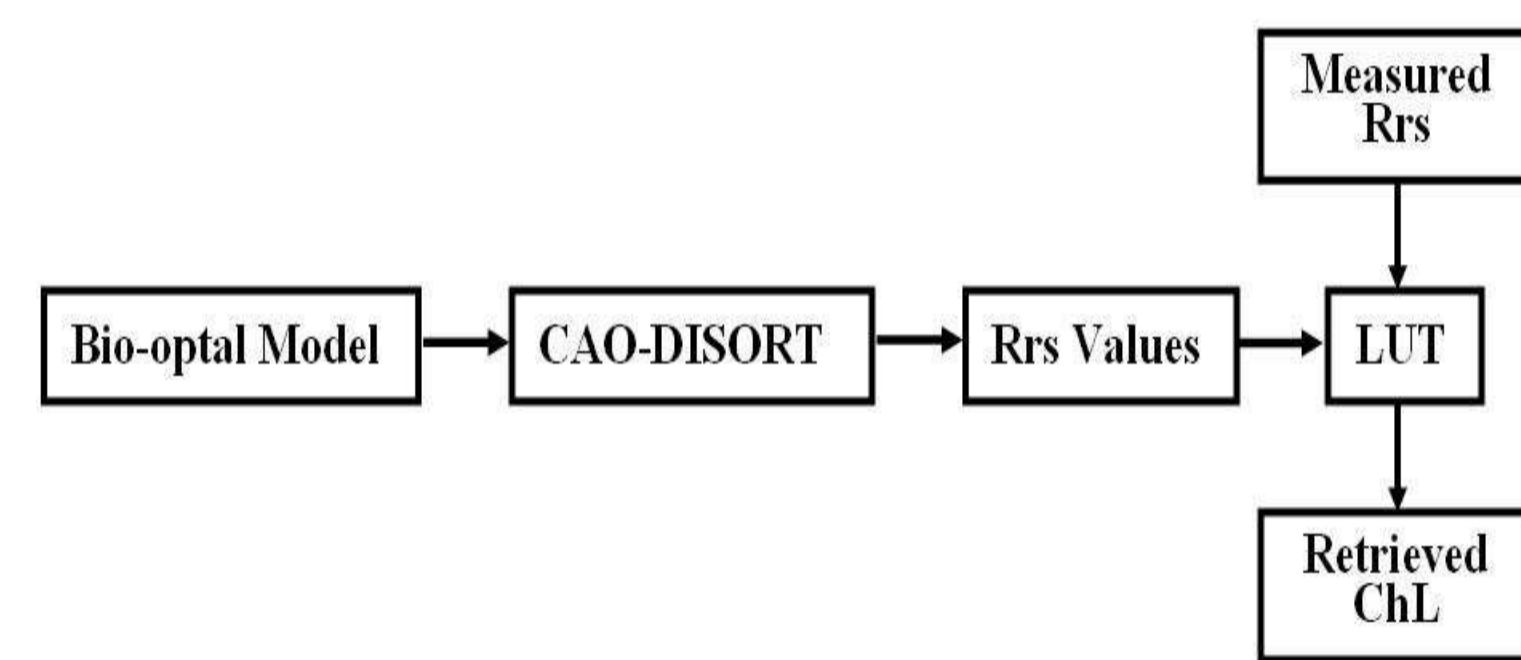 Measured
Rrs
Bio-optal Model
CAO-DISORT
Rrs Values
LUT
Retrieved
ChL